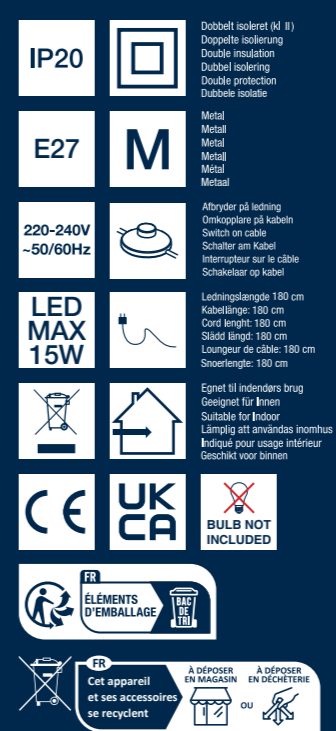 IP20
Dobbelt isoleret (kl II)
Doppelte isolierung
Double insulation
Dubbel isolering
Double protection
Dubbele isolatie
E27
M
Metal
Metall
Metal
Metall
Métal
Metaal
220-240V
~50/60Hz
Afbryder på ledning
Omkopplare på kabeln
Switch on cable
Schalter am Kabel
Interrupteur sur le câble
Schakelaar op kabel
LED
MAX
15W
Ledningslængde 180 cm
Kabellänge: 180 cm
Cord lenght: 180 cm
Slädd längd: 180 cm
Loungeur de câble: 180 cm
Snoerlengte: 180 cm
Egnet til indendørs brug
Geeignet für Innen
Suitable for Indoor
Lämplig att användas inomhus
Indiqué pour usage intérieur
Geschikt voor binnen
CE
UK
CA
BULB NOT
INCLUDED
FR
ÉLÉMENTS
D'EMBALLAGE
BAC
DE
TRI
FR
Cet appareil
et ses accessoires
se recyclent
À DÉPOSER
EN MAGASIN
OU
À DÉPOSER
EN DÉCHÈTERIE